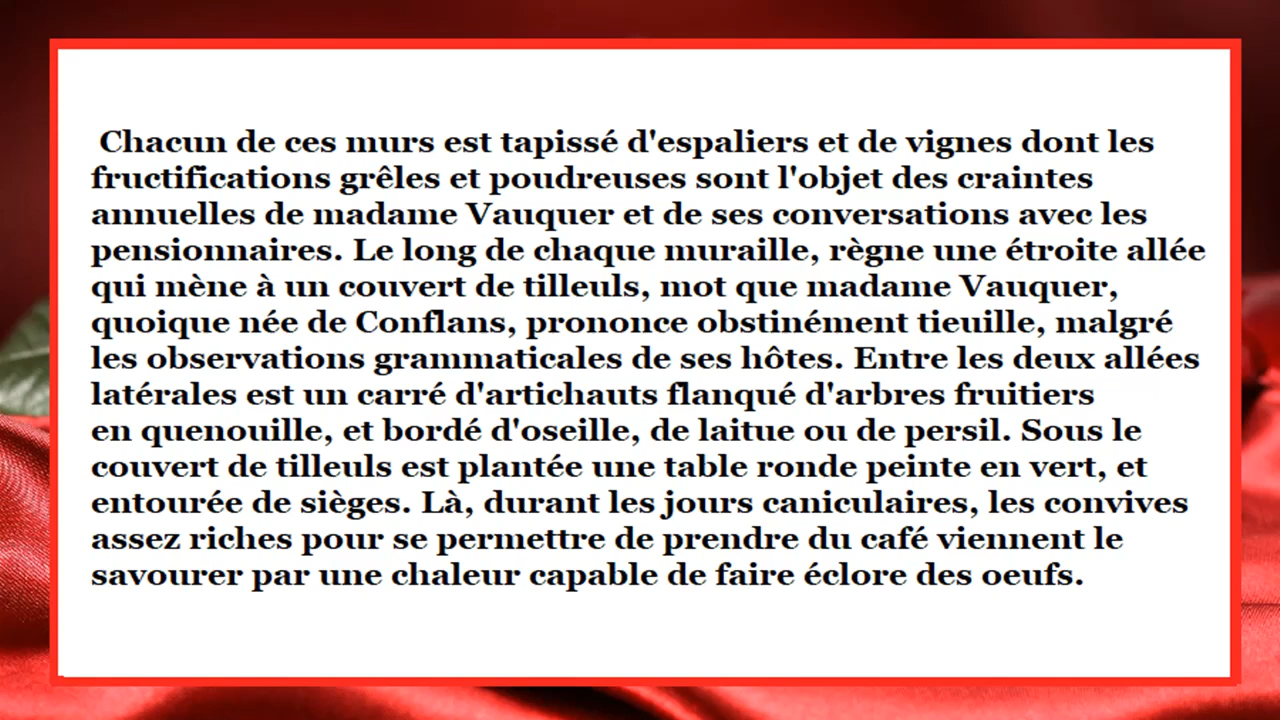 Chacun de ces murs est tapissé d'espaliers et de vignes dont les
fructifications grêles et poudreuses sont l'objet des craintes
annuelles de madame Vauquer et de ses conversations avec les
pensionnaires. Le long de chaque muraille, règne une étroite allée
qui mène à un couvert de tilleuls, mot que madame Vauquer,
quoique née de Conflans, prononce obstinément tieuille, malgré
les observations grammaticales de ses hôtes. Entre les deux allées
latérales est un carré d'artichauts flanqué d'arbres fruitiers
en quenouille, et bordé d'oseille, de laitue ou de persil. Sous le
couvert de tilleuls est plantée une table ronde peinte en vert, et
entourée de sièges. Là, durant les jours caniculaires, les convives
assez riches pour se permettre de prendre du café viennent le
savourer par une chaleur capable de faire éclore des oeufs.